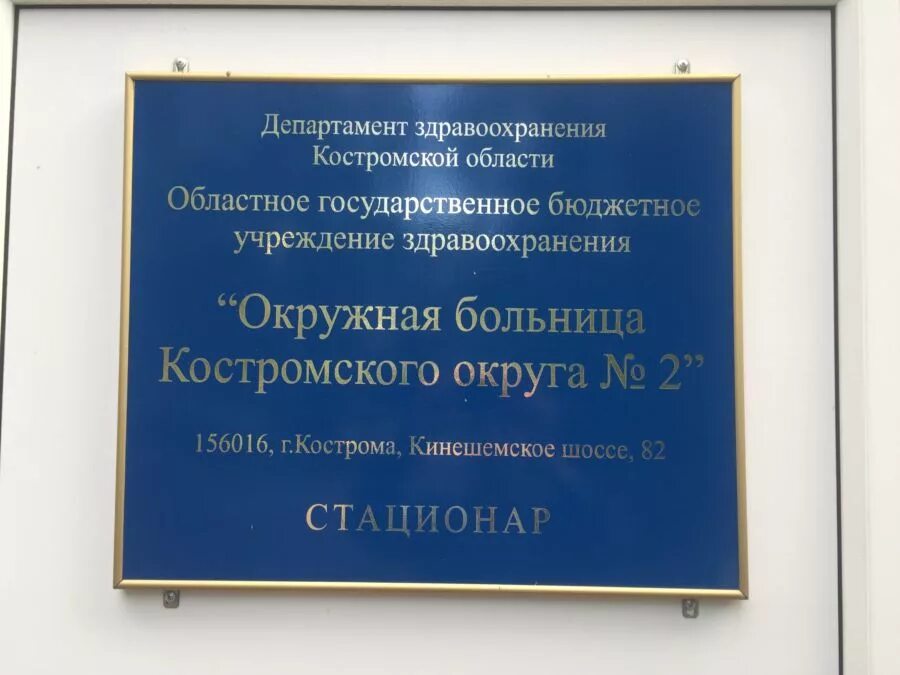 Департамент здравоохранения
Костромской области
Областное государственное бюджетное
учреждение здравоохранения
“Окружная больница
Костромского округа № 2”
156016, г.Кострома, Кинешемское шоссе, 82
СТАЦИОНАР